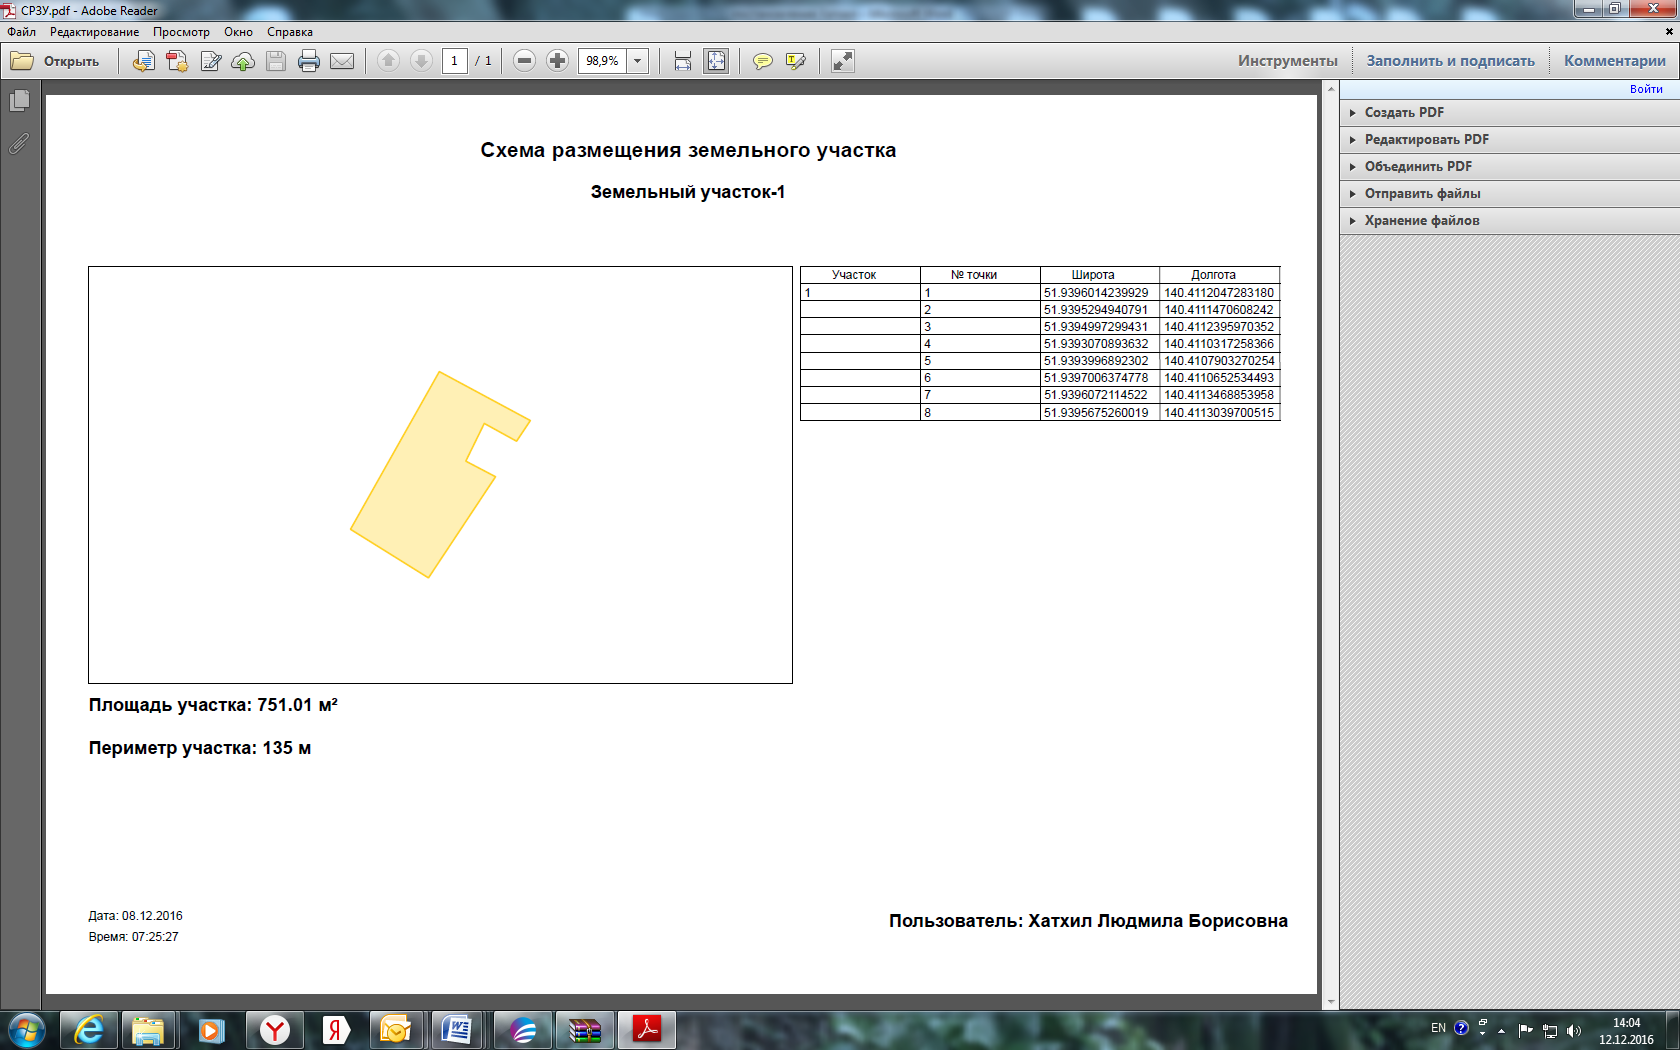 СРЗУ.pdf - Adobe Reader
Файл Редактирование Просмотр Окно Справка
Открыть 1 / 1 98,9% Инструменты Заполнить и подписать Комментарии
Войти
Создать PDF
Редактировать PDF
Объединить PDF
Отправить файлы
Хранение файлов
Схема размещения земельного участка
Земельный участок-1
Участок № точки Широта Долгота
1 1 51.9396014239929 140.4112047283180
2 51.9395294940791 140.4111470608242
3 51.9394997299431 140.4112395970352
4 51.9393070893632 140.4110317258366
5 51.9393996892302 140.4107903270254
6 51.9397006374778 140.4110652534493
7 51.9396072114522 140.4113468853958
8 51.9395675260019 140.4113039700515
Площадь участка: 751.01 м²
Периметр участка: 135 м
Дата: 08.12.2016
Время: 07:25:27
Пользователь: Хатхил Людмила Борисовна
EN
14:04
12.12.2016